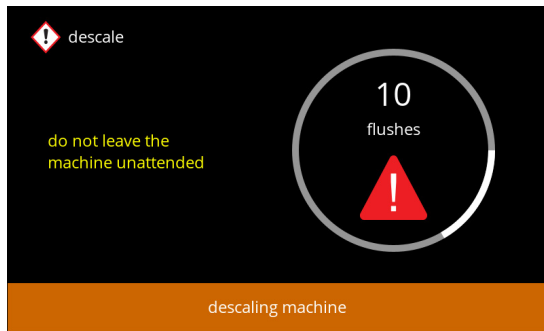 descale
do not leave the
machine unattended
10
flushes
descaling machine